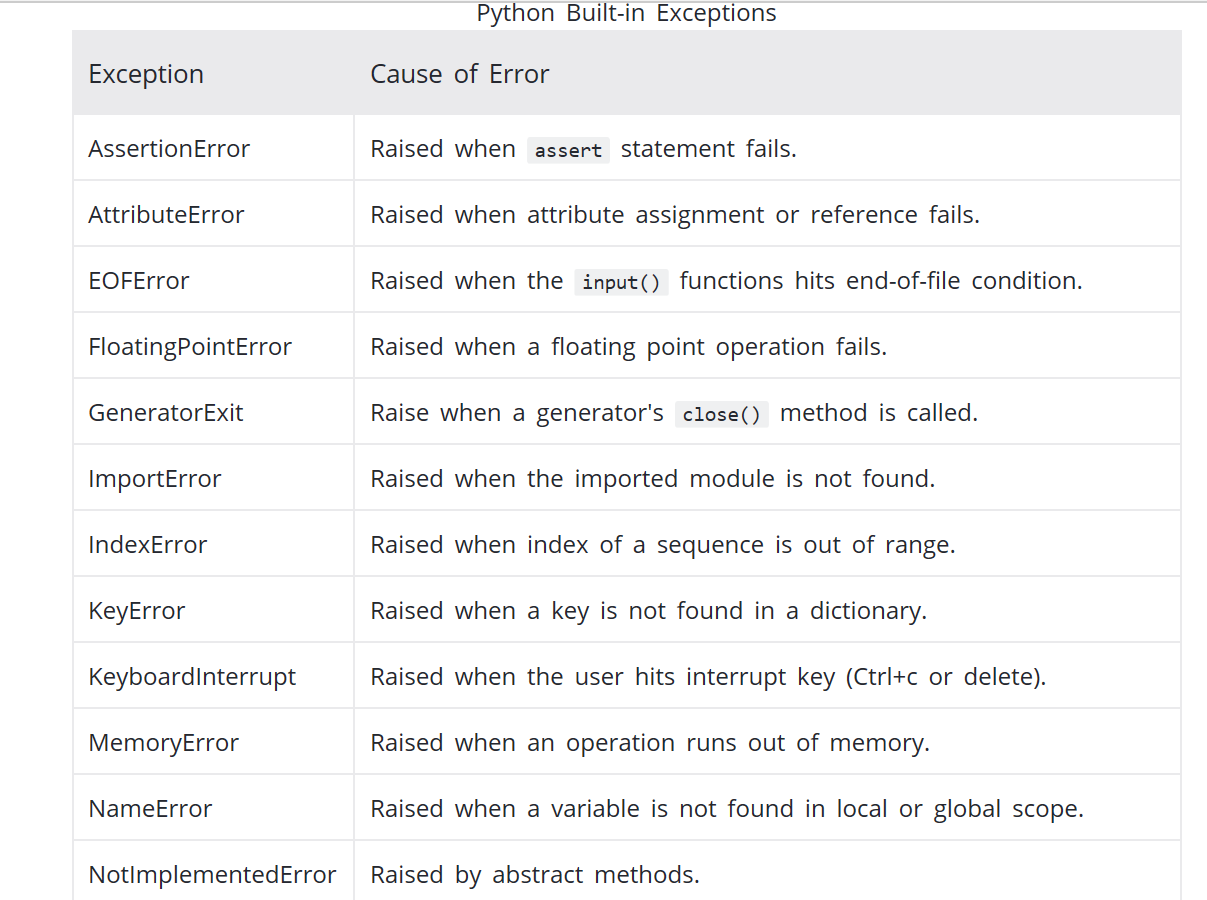 Python Built-in Exceptions
Exception Cause of Error
AssertionError Raised when assert statement fails.
AttributeError Raised when attribute assignment or reference fails.
EOFError Raised when the input() functions hits end-of-file condition.
FloatingPointError Raised when a floating point operation fails.
GeneratorExit Raise when a generator's close() method is called.
ImportError Raised when the imported module is not found.
IndexError Raised when index of a sequence is out of range.
KeyError Raised when a key is not found in a dictionary.
KeyboardInterrupt Raised when the user hits interrupt key (Ctrl+c or delete).
MemoryError Raised when an operation runs out of memory.
NameError Raised when a variable is not found in local or global scope.
NotImplementedError Raised by abstract methods.